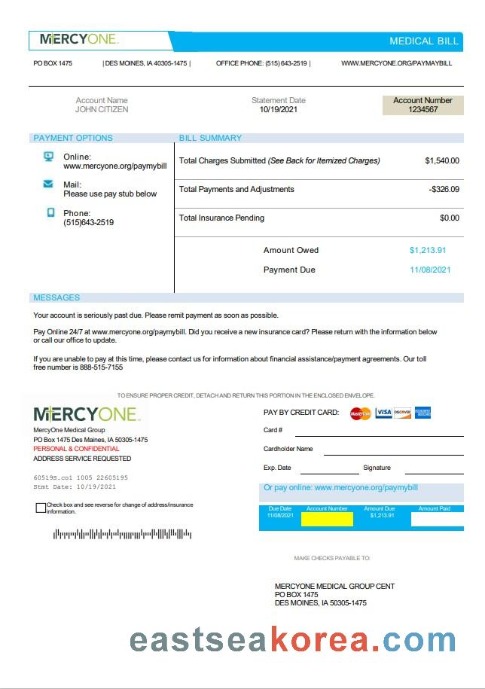 MERCYONE.
MEDICAL BILL
PO BOX 1475 | DES MOINES, IA 40305-1475 | OFFICE PHONE: (515) 643-2519 | WWW.MERCYONE.ORG/PAYMAYBILL
Account Name Statement Date Account Number
JOHN CITIZEN 10/19/2021 1234567
PAYMENT OPTIONS
Online:
www.mercyone.org/paymybill
Mail:
Please use pay stub below
Phone:
(515)643-2519
BILL SUMMARY
Total Charges Submitted (See Back for Itemized Charges) $1,540.00
Total Payments and Adjustments -$326.09
Total Insurance Pending $0.00
Amount Owed $1,213.91
Payment Due 11/08/2021
MESSAGES
Your account is seriously past due. Please remit payment as soon as possible.
Pay Online 24/7 at www.mercyone.org/paymybill. Did you receive a new insurance card? Please return with the information below
or call our office to update.
If you are unable to pay at this time, please contact us for information about financial assistance/payment agreements. Our toll
free number is 888-515-7155
TO ENSURE PROPER CREDIT, DETACH AND RETURN THIS PORTION IN THE ENCLOSED ENVELOPE.
MERCYONE.
MercyOne Medical Group
PO Box 1475 Des Moines, IA 50305-1475
PERSONAL & CONFIDENTIAL
ADDRESS SERVICE REQUESTED
60519S.co1 1005 22605195
Stmt Date: 10/19/2021
Check box and see reverse for change of address/insurance
information.
PAY BY CREDIT CARD: MasterCard VISA DISCOVER
Card #
Cardholder Name
Exp. Date Signature
Or pay online: www.mercyone.org/paymybill
Due Date Account Number Amount Due Amount Paid
11/08/2021 $1,213.91
MAKE CHECKS PAYABLE TO:
MERCYONE MEDICAL GROUP CENT
PO BOX 1475
DES MOINES, IA 50305-1475
eastseakorea.com